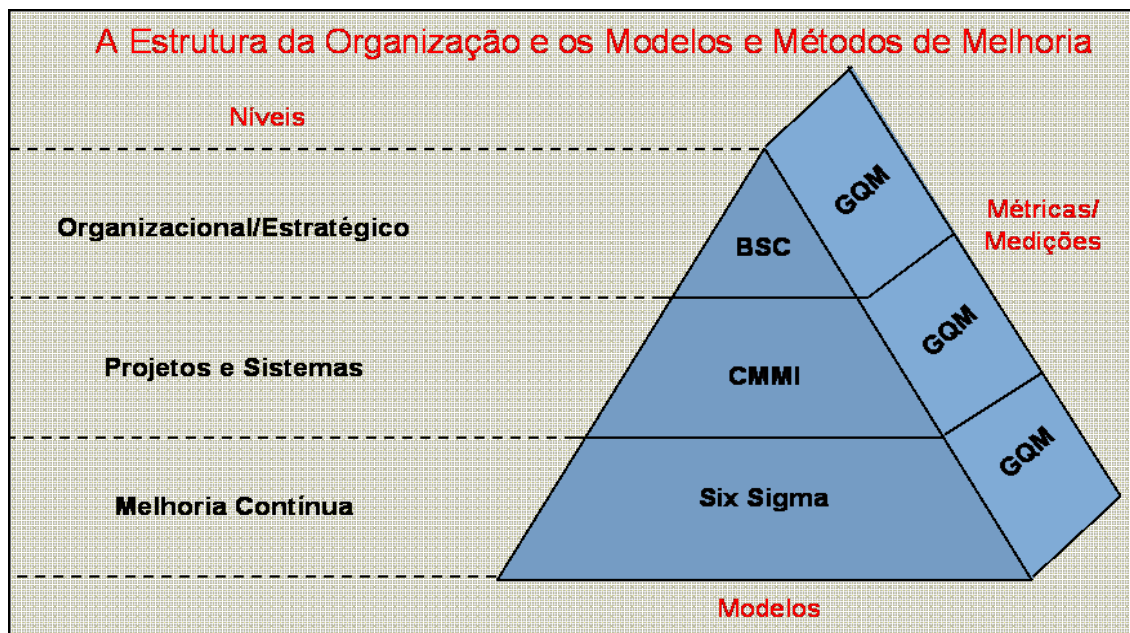 A Estrutura da Organização e os Modelos e Métodos de Melhoria
Níveis
GQM
Métricas/
Medições
Organizacional/Estratégico
BSC
GQM
Projetos e Sistemas
CMMI
GQM
Melhoria Contínua
Six Sigma
Modelos